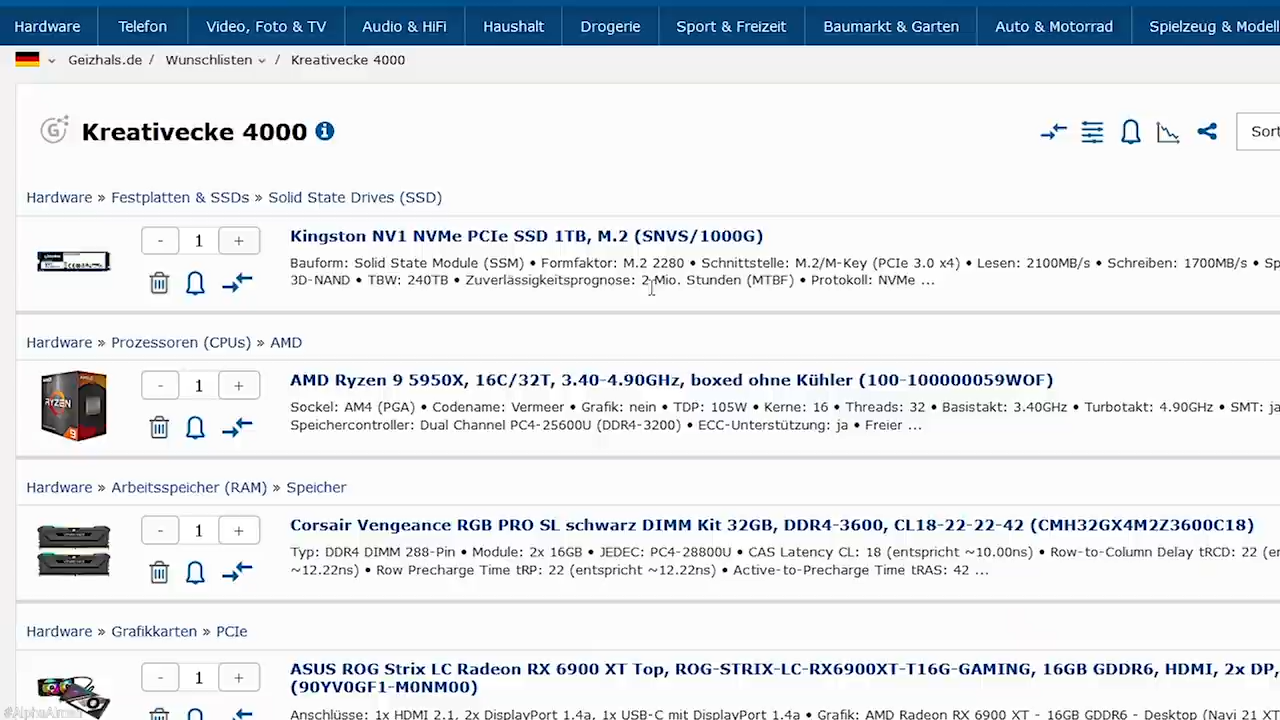 Hardware Telefon Video, Foto & TV Audio & HiFi Haushalt Drogerie Sport & Freizeit Baumarkt & Garten Auto & Motorrad Spielzeug & Modell
Geizhals.de / Wunschlisten / Kreativecke 4000
Kreativecke 4000
Sort
Hardware » Festplatten & SSDs » Solid State Drives (SSD)
- 1 +
Kingston NV1 NVMe PCIe SSD 1TB, M.2 (SNVS/1000G)
Bauform: Solid State Module (SSM) • Formfaktor: M.2 2280 • Schnittstelle: M.2/M-Key (PCIe 3.0 x4) • Lesen: 2100MB/s • Schreiben: 1700MB/s • Sp
3D-NAND • TBW: 240TB • Zuverlässigkeitsprognose: 2 Mio. Stunden (MTBF) • Protokoll: NVMe ...
Hardware » Prozessoren (CPUs) » AMD
- 1 +
AMD Ryzen 9 5950X, 16C/32T, 3.40-4.90GHz, boxed ohne Kühler (100-100000059WOF)
Sockel: AM4 (PGA) • Codename: Vermeer • Grafik: nein • TDP: 105W • Kerne: 16 • Threads: 32 • Basistakt: 3.40GHz • Turbotakt: 4.90GHz • SMT: ja
Speichercontroller: Dual Channel PC4-25600U (DDR4-3200) • ECC-Unterstützung: ja • Freier ...
RYZEN
Hardware » Arbeitsspeicher (RAM) » Speicher
- 1 +
Corsair Vengeance RGB PRO SL schwarz DIMM Kit 32GB, DDR4-3600, CL18-22-22-42 (CMH32GX4M2Z3600C18)
Typ: DDR4 DIMM 288-Pin • Module: 2x 16GB • JEDEC: PC4-28800U • CAS Latency CL: 18 (entspricht ~10.00ns) • Row-to-Column Delay tRCD: 22 (en
~12.22ns) • Row Precharge Time tRP: 22 (entspricht ~12.22ns) • Active-to-Precharge Time tRAS: 42 ...
Hardware » Grafikkarten » PCIe
- 1 +
ASUS ROG Strix LC Radeon RX 6900 XT Top, ROG-STRIX-LC-RX6900XT-T16G-GAMING, 16GB GDDR6, HDMI, 2x DP,
(90YV0GF1-M0NM00)
Anschlüsse: 1x HDMI 2.1, 2x DisplayPort 1.4a, 1x USB-C mit DisplayPort 1.4a • Grafik: AMD Radeon RX 6900 XT - 16GB GDDR6 - Desktop (Navi 21 XT